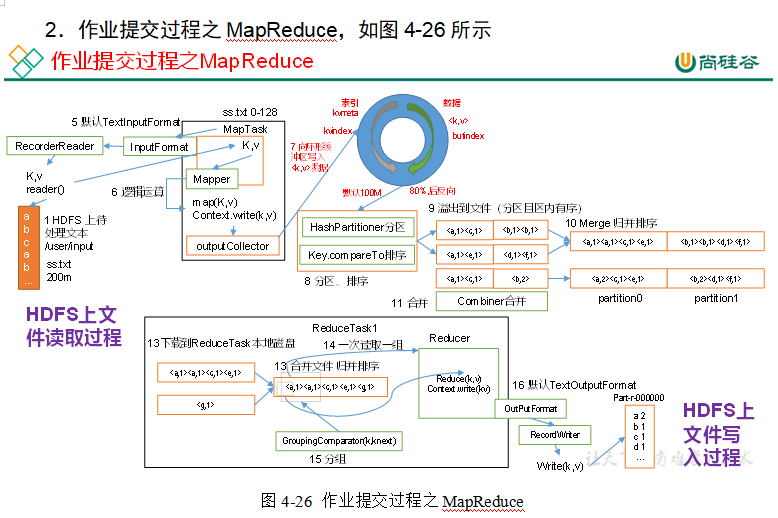 2．作业提交过程之 MapReduce，如图 4-26 所示
作业提交过程之MapReduce
尚硅谷
5 默认TextInputFormat
ss.txt 0-128
MapTask
RecorderReader
InputFormat
K,v
K,v
reader()
6 逻辑运算
Mapper
map(K,v)
Context.write(k,v)
outputCollector
a
b
c
a
b
...
1 HDFS 上待
处理文本
/user/input
ss.txt
200m
HDFS上文
件读取过程
索引
kvmeta
kvindex
数据
<k,v>
bufindex
7 向环形缓
冲区写入
<k,v>数据
默认100M
80%,后反向
HashPartitioner分区
Key.compareTo排序
8 分区、排序
9 溢出到文件（分区且区内有序）
<a,1><c,1>
<b,1><b,1>
<a,1><e,1>
<d,1><f,1>
<a,1><c,1>
<b,2>
10 Merge 归并排序
<a,1><a,1><c,1><e,1>
<b,1><b,1><d,1><f,1>
<a,2><c,1><e,1>
<b,2><d,1><f,1>
11 合并
Combiner合并
partition0
partition1
ReduceTask1
13下载到ReduceTask 本地磁盘
14 一次读取一组
Reducer
<a,1><a,1><c,1><e,1>
<g,1>
13 合并文件 归并排序
<a,1><a,1><c,1><e,1><g,1>
Reduce(k,v)
Context.write(k,v)
GroupingComparator(k,knext)
15 分组
16 默认TextOutputFormat
OutPutFormat
RecordWriter
Write(k,v)
Part-r-000000
a 2
b 1
c 1
d 1
...
HDFS上
文件写
入过程
图 4-26 作业提交过程之 MapReduce